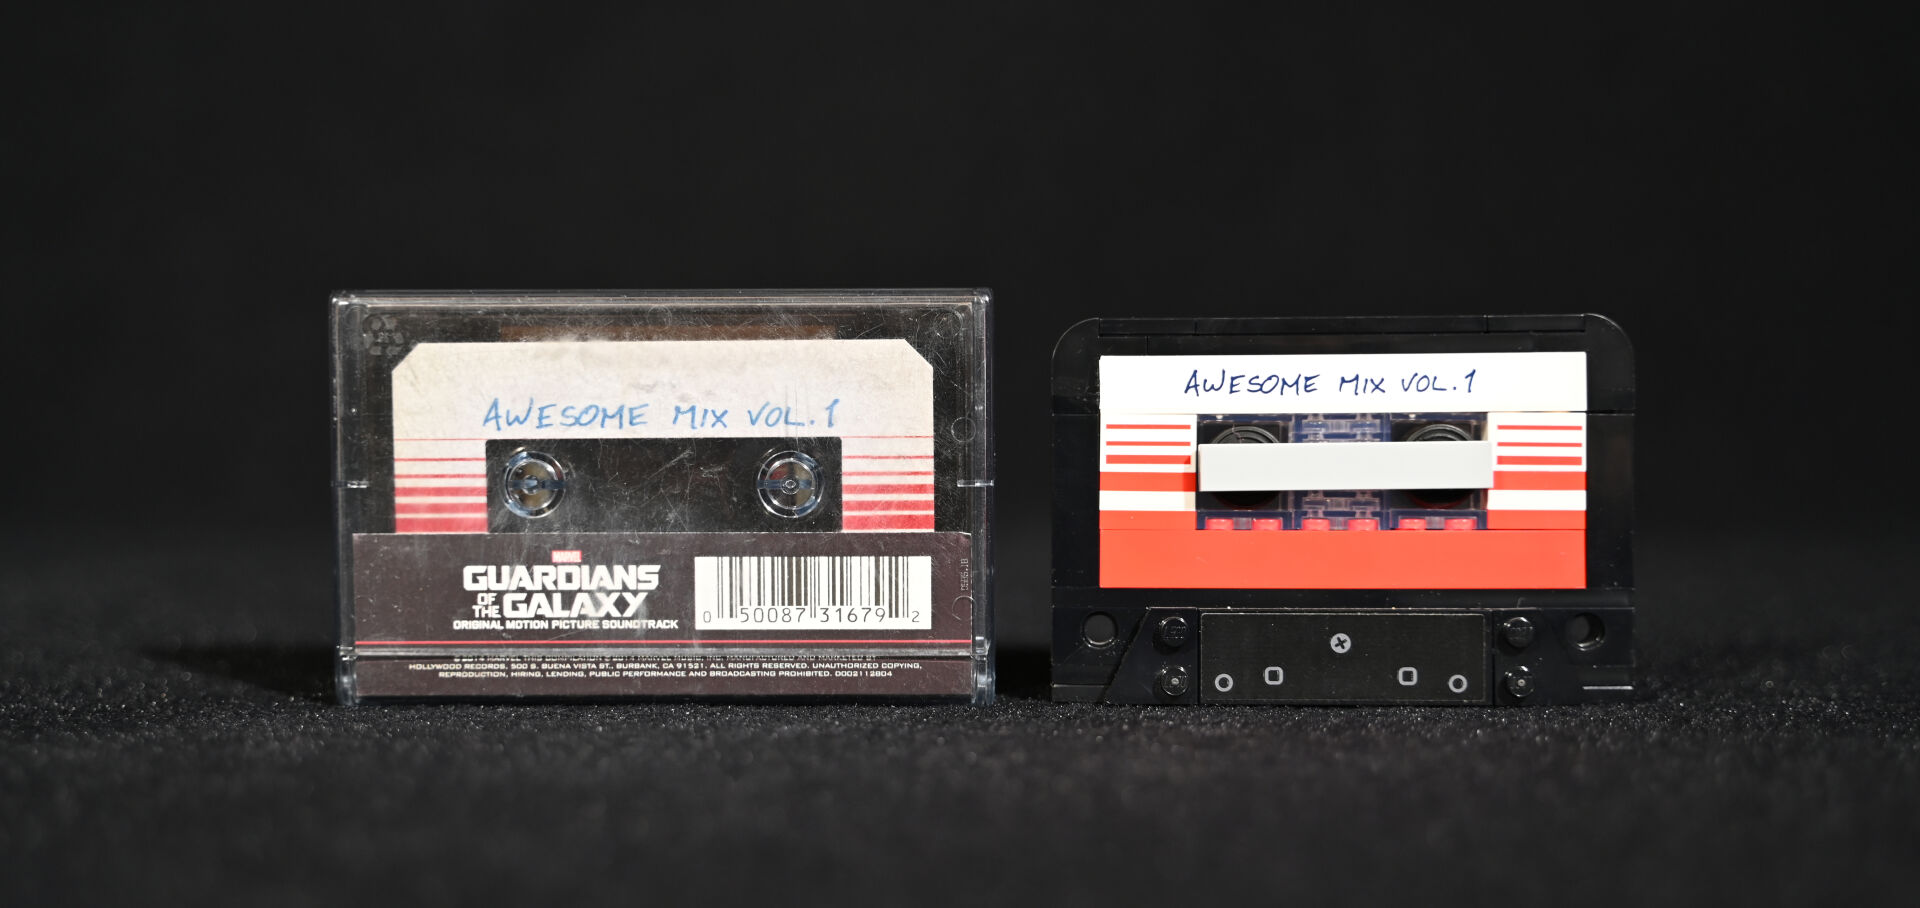 AWESOME MIX VOL. 1
MARVEL
GUARDIANS
OF THE GALAXY
ORIGINAL MOTION PICTURE SOUNDTRACK
0 50087 31679 2
HOLLYWOOD RECORDS, 500 S. BUENA VISTA ST., BURBANK, CA 91521. ALL RIGHTS RESERVED. UNAUTHORIZED COPYING,
REPRODUCTION, HIRING, LENDING, PUBLIC PERFORMANCE AND BROADCASTING PROHIBITED. D002112804
AWESOME MIX VOL. 1